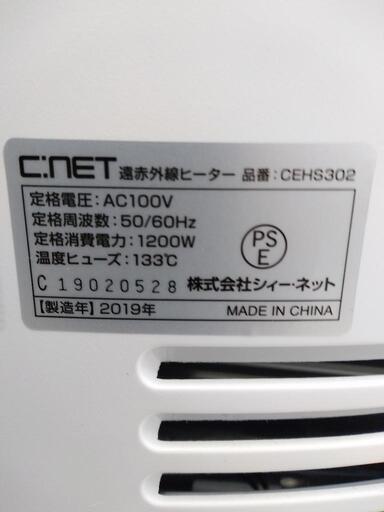 C:NET 遠赤外線ヒーター 品番:CEHS302
定格電圧:AC100V
定格周波数:50/60Hz
定格消費電力:1200W
温度ヒューズ:133℃
PS
E
C 19020528 株式会社シィー・ネット
【製造年】2019年 MADE IN CHINA